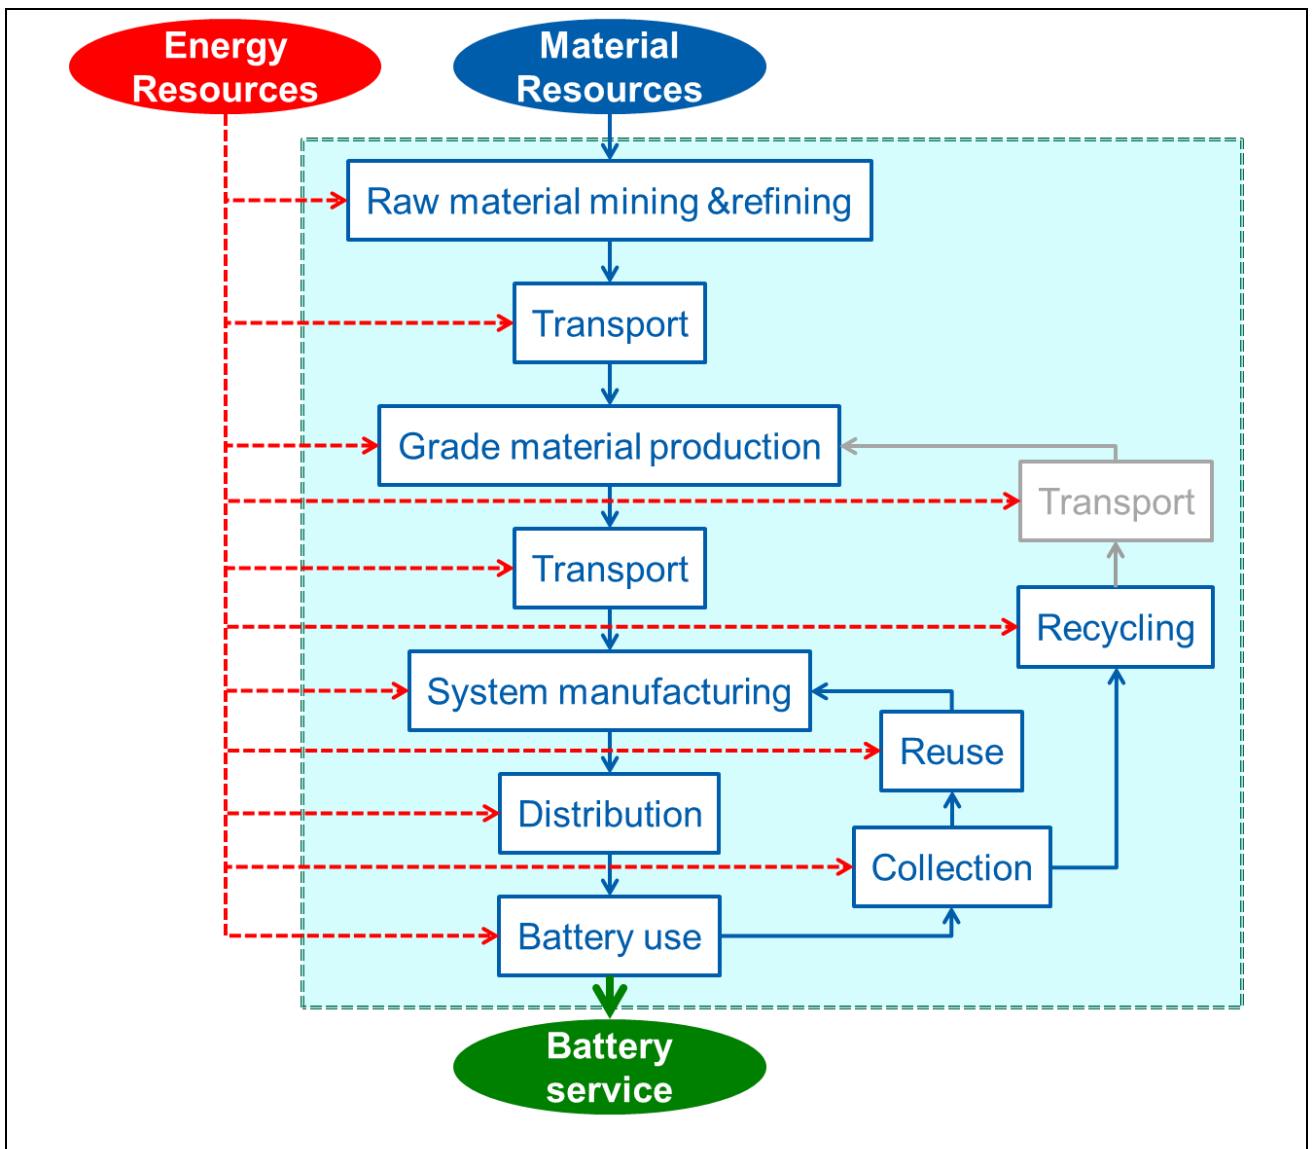 Energy
Resources
Material
Resources
Raw material mining &refining
Transport
Grade material production
Transport
Transport
Recycling
System manufacturing
Reuse
Distribution
Collection
Battery use
Battery
service